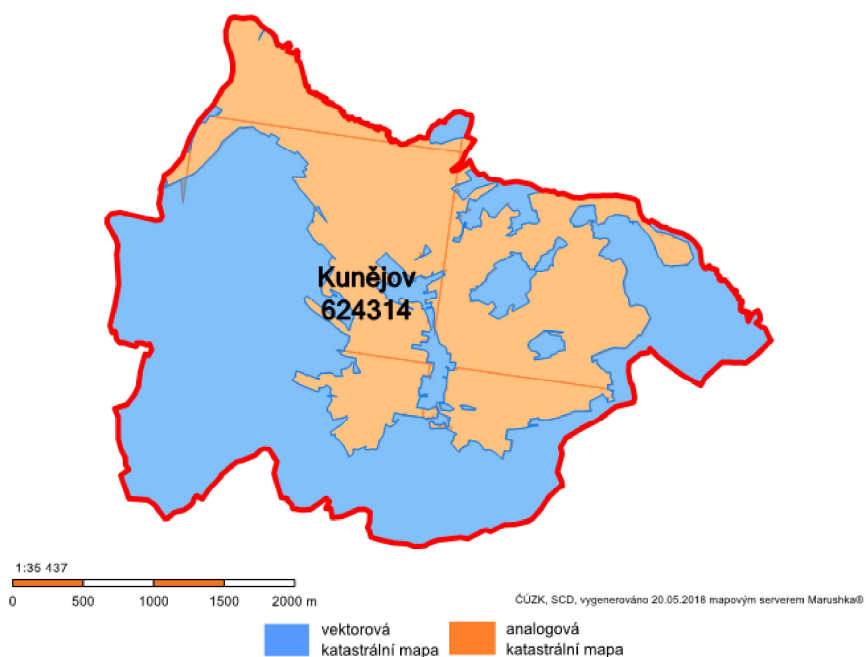 Kunějov
624314
1:35 437
0 500 1000 1500 2000 m
ČÚZK, SCD, vygenerováno 20.05.2018 mapovým serverem Marushka®
vektorová
katastrální mapa
analogová
katastrální mapa